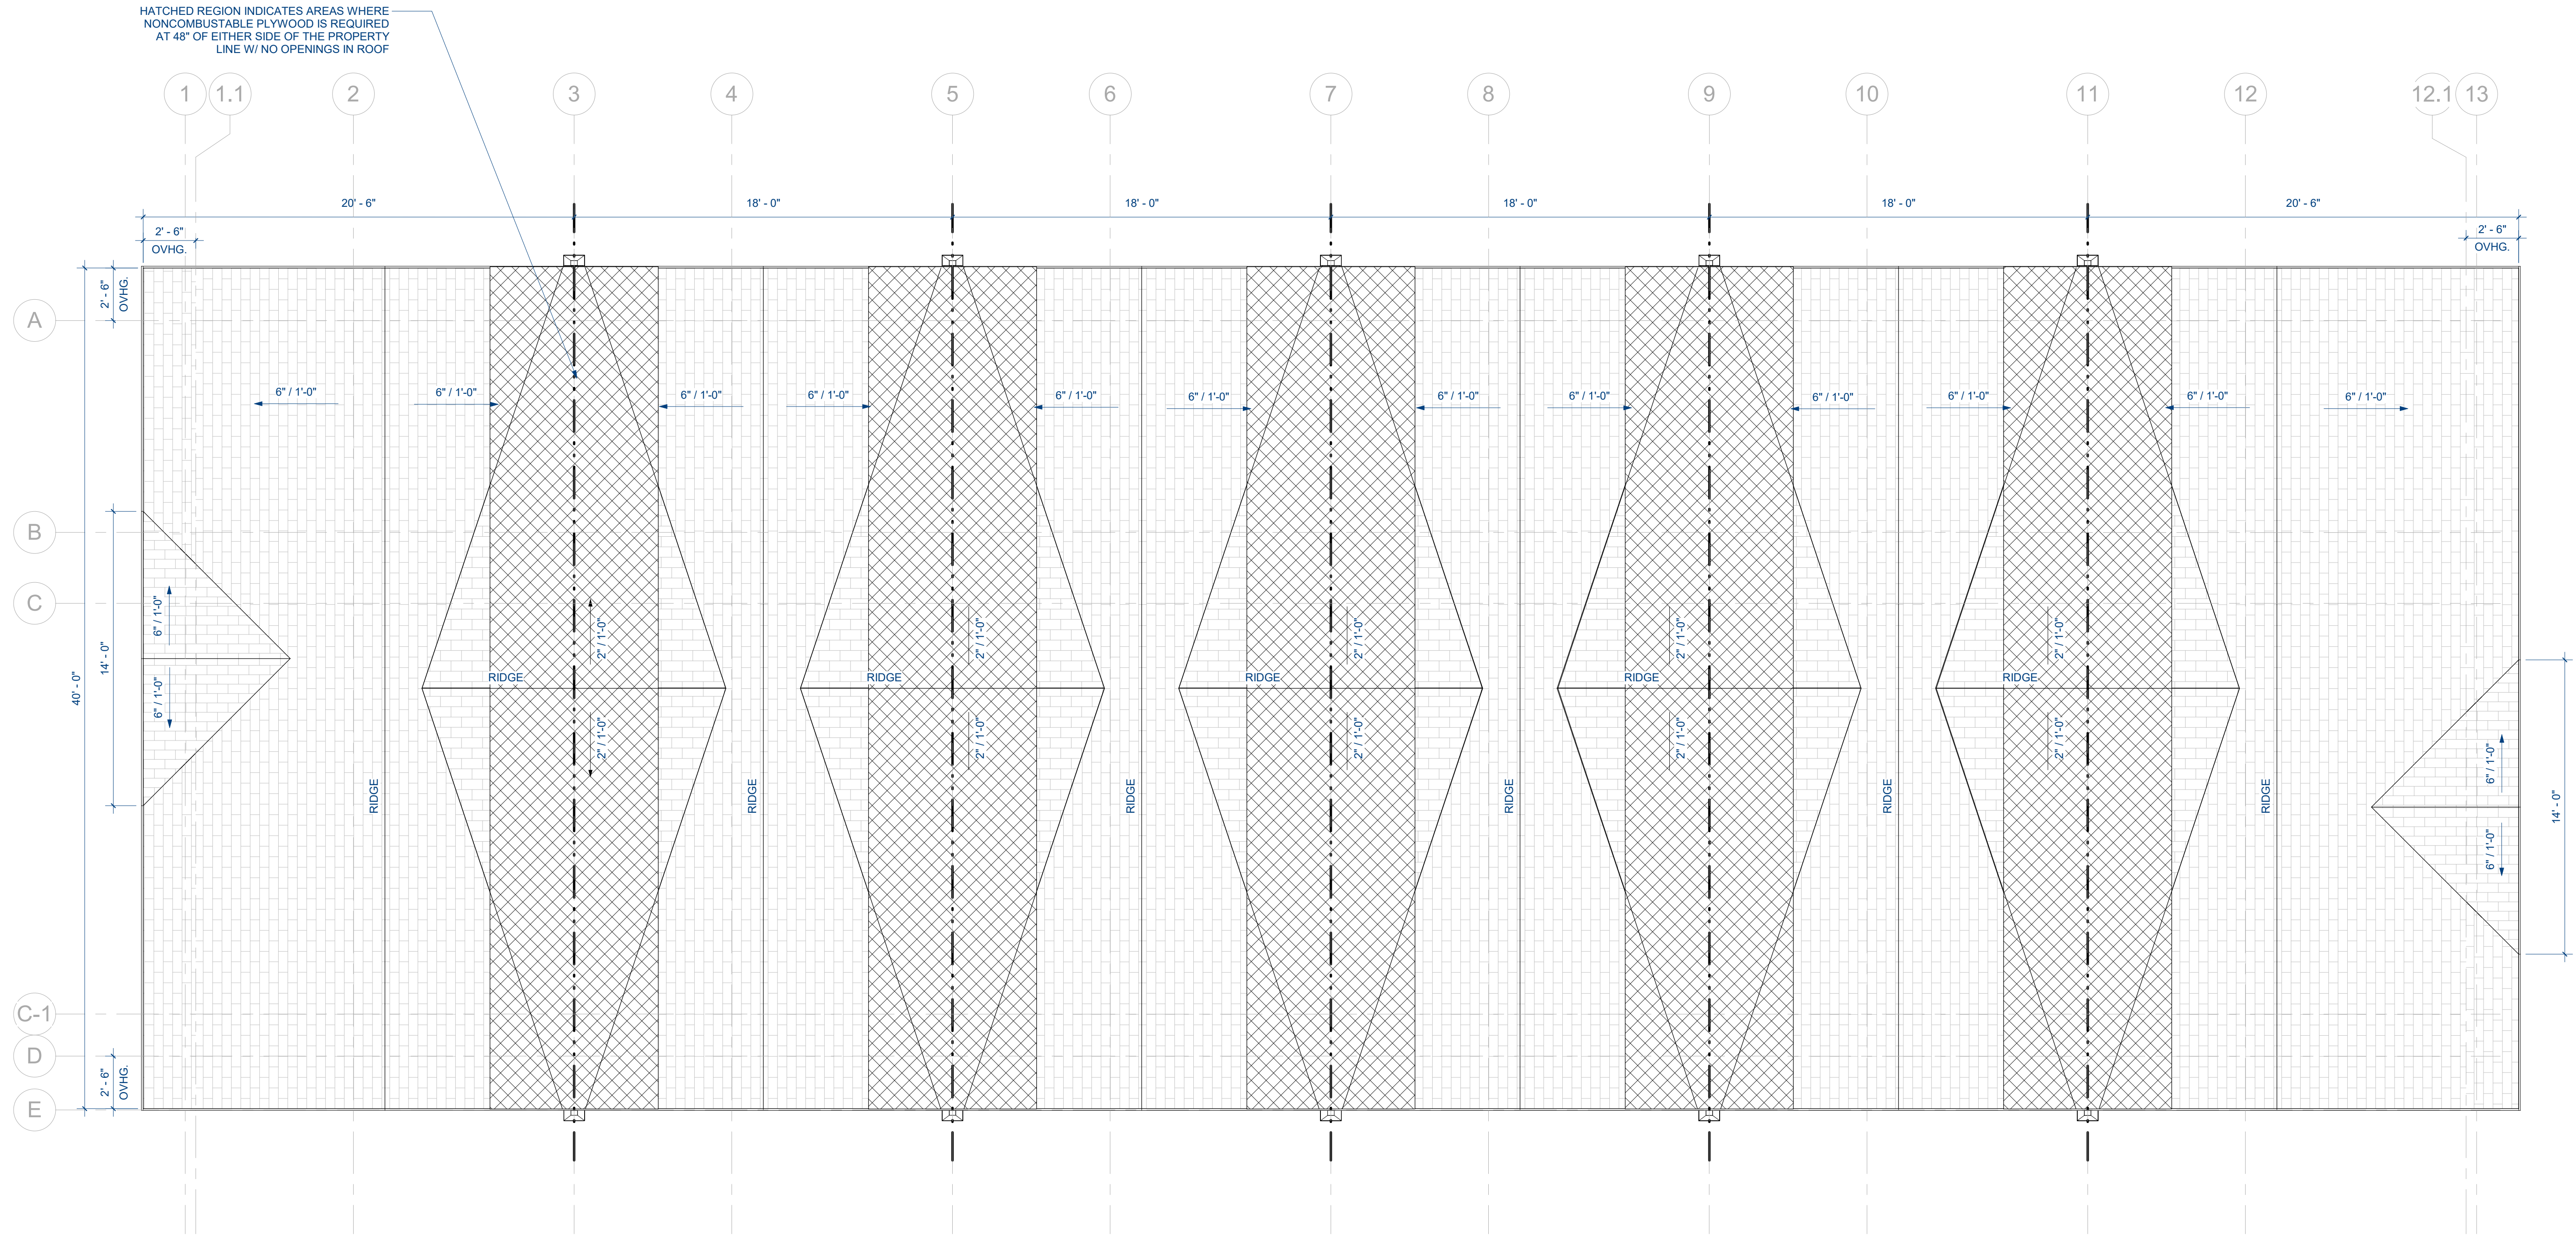 HATCHED REGION INDICATES AREAS WHERE
NONCOMBUSTABLE PLYWOOD IS REQUIRED
AT 48" OF EITHER SIDE OF THE PROPERTY
LINE W/ NO OPENINGS IN ROOF
1 1.1 2 3 4 5 6 7 8 9 10 11 12 12.1 13
20' - 6" 18' - 0" 18' - 0" 18' - 0" 18' - 0" 20' - 6"
2' - 6" 2' - 6"
OVHG. OVHG.
2' - 6"
OVHG.
A
6" / 1'-0" 6" / 1'-0" 6" / 1'-0" 6" / 1'-0" 6" / 1'-0" 6" / 1'-0" 6" / 1'-0" 6" / 1'-0" 6" / 1'-0" 6" / 1'-0" 6" / 1'-0" 6" / 1'-0"
B
C
6" / 1'-0" 2" / 1'-0" 2" / 1'-0" 2" / 1'-0" 2" / 1'-0" 2" / 1'-0"
40' - 0" 14' - 0"
RIDGE RIDGE RIDGE RIDGE RIDGE
6" / 1'-0" 2" / 1'-0" 2" / 1'-0" 2" / 1'-0" 2" / 1'-0" 2" / 1'-0" 6" / 1'-0"
RIDGE RIDGE RIDGE RIDGE RIDGE RIDGE
14' - 0"
6" / 1'-0"
C-1
D
2' - 6"
OVHG.
E